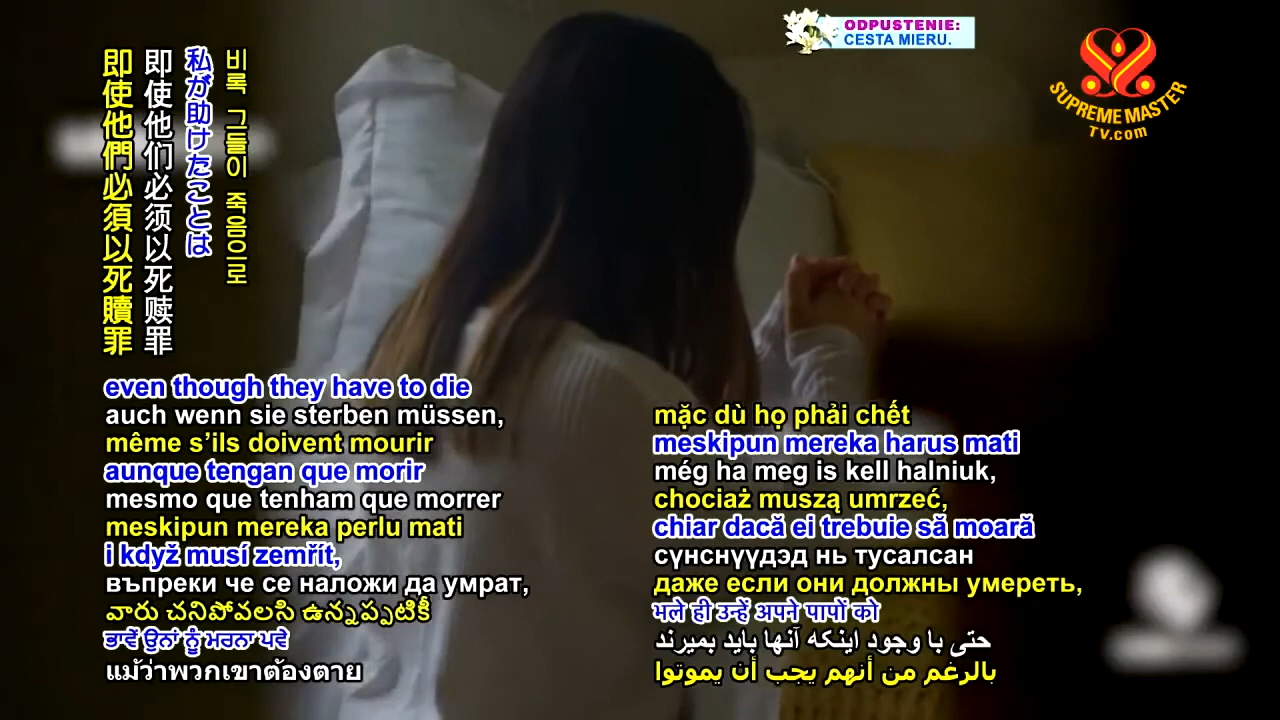 ODPUSTENIE:
CESTA MIERU.
SUPREME MASTER
TV.com
即使他們必須以死贖罪
即使他们必须以死赎罪
私が助けたことは
비록 그들이 죽음으로
even though they have to die
auch wenn sie sterben müssen,
même s’ils doivent mourir
aunque tengan que morir
mesmo que tenham que morrer
meskipun mereka perlu mati
i když musí zemřít,
въпреки че се наложи да умрат,
వారు చనిపోవలసి ఉన్నప్పటికీ
ਭਾਵੇਂ ਉਨਾਂ ਨੂੰ ਮਰਨਾ ਪਵੇ
แม้ว่าพวกเขาต้องตาย
mặc dù họ phải chết
meskipun mereka harus mati
még ha meg is kell halniuk,
chociaż muszą umrzeć,
chiar dacă ei trebuie să moară
сүнснүүдэд нь тусалсан
даже если они должны умереть,
भले ही उन्हें अपने पापों को
حتی با وجود اینکه آنها باید بمیرند
بالرغم من أنهم يجب أن يموتوا